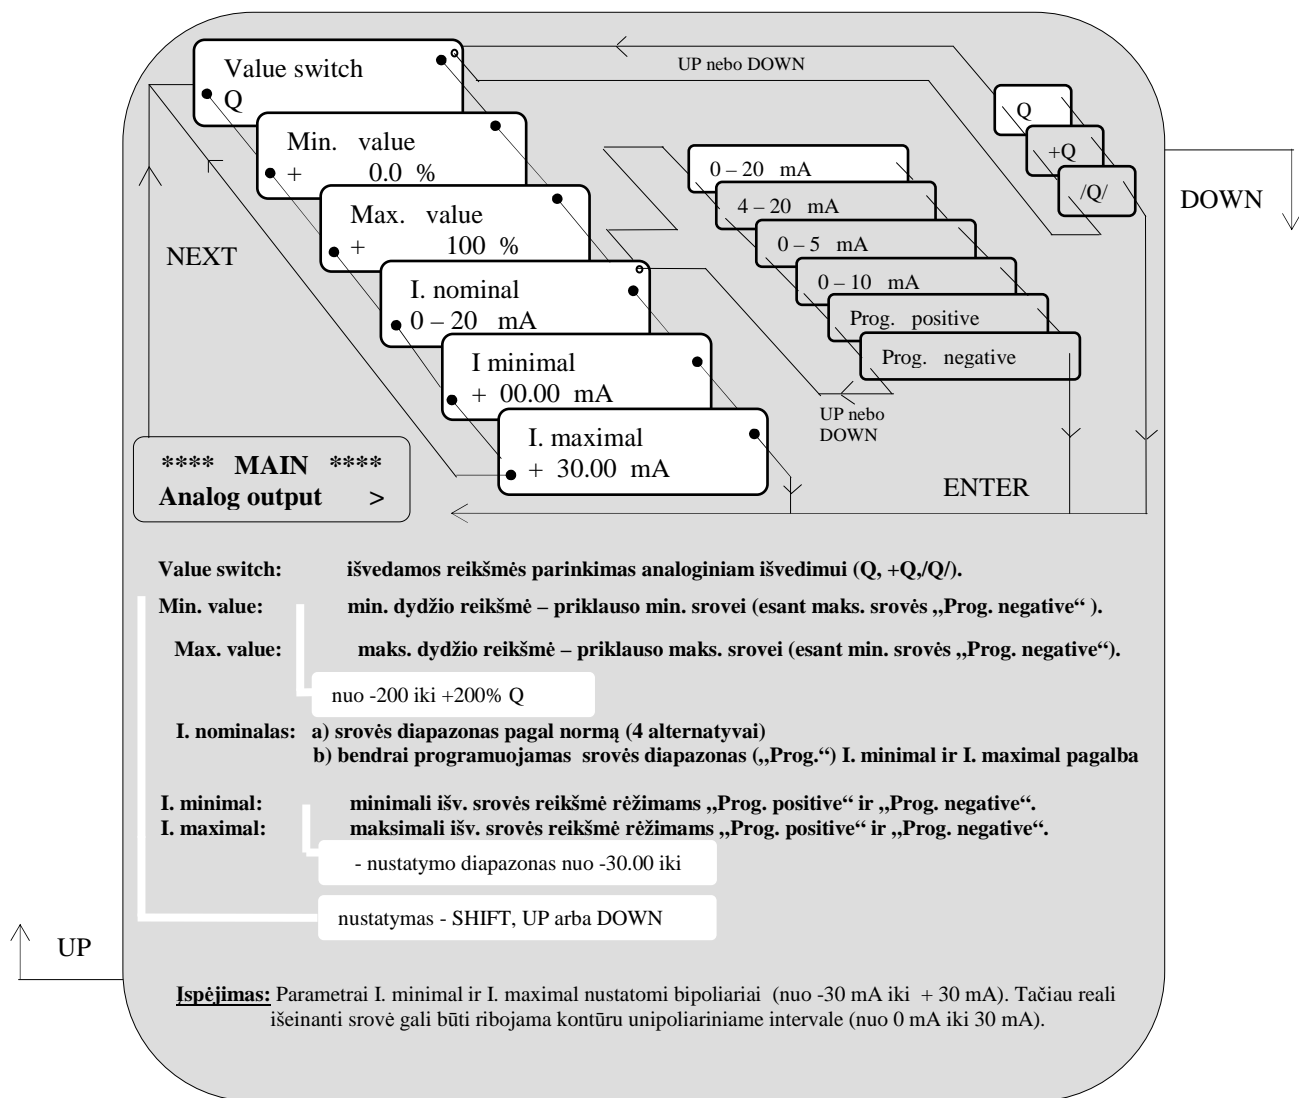 Value switch
Q
UP nebo DOWN
Q
+Q
/Q/
DOWN
Min. value
+ 0.0 %
0 – 20 mA
4 – 20 mA
0 – 5 mA
0 – 10 mA
Prog. positive
Prog. negative
Max. value
+ 100 %
NEXT
I. nominal
0 – 20 mA
I minimal
+ 00.00 mA
UP nebo
DOWN
I. maximal
+ 30.00 mA
ENTER
**** MAIN ****
Analog output >
Value switch: išvedamos reikšmės parinkimas analoginiam išvedimui (Q, +Q,/Q/).
Min. value: min. dydžio reikšmė – priklauso min. srovei (esant maks. srovės „Prog. negative“ ).
Max. value: maks. dydžio reikšmė – priklauso maks. srovei (esant min. srovės „Prog. negative“).
nuo -200 iki +200% Q
I. nominalas: a) srovės diapazonas pagal normą (4 alternatyvai)
b) bendrai programuojamas srovės diapazonas („Prog.“) I. minimal ir I. maximal pagalba
I. minimal: minimali išv. srovės reikšmė rėžimams „Prog. positive“ ir „Prog. negative“.
I. maximal: maksimali išv. srovės reikšmė rėžimams „Prog. positive“ ir „Prog. negative“.
- nustatymo diapazonas nuo -30.00 iki
nustatymas - SHIFT, UP arba DOWN
UP
Įspėjimas: Parametrai I. minimal ir I. maximal nustatomi bipoliariai (nuo -30 mA iki + 30 mA). Tačiau reali
išeinanti srovė gali būti ribojama kontūru unipoliariniame intervale (nuo 0 mA iki 30 mA).